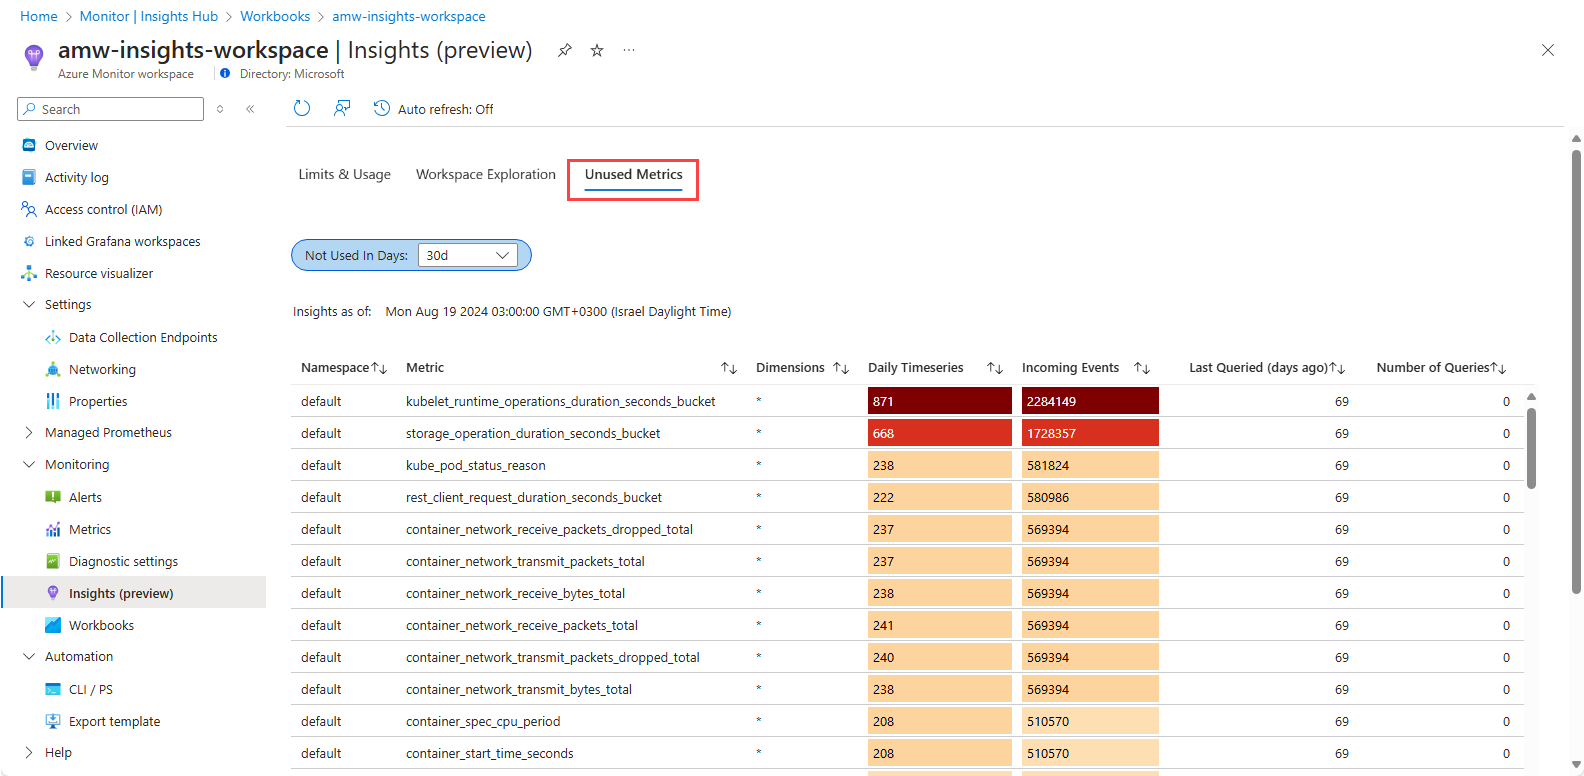 Home > Monitor | Insights Hub > Workbooks > amw-insights-workspace
amw-insights-workspace | Insights (preview)
Azure Monitor workspace
Directory: Microsoft
Search
Auto refresh: Off
Overview
Activity log
Access control (IAM)
Linked Grafana workspaces
Resource visualizer
Settings
Data Collection Endpoints
Networking
Properties
Managed Prometheus
Monitoring
Alerts
Metrics
Diagnostic settings
Insights (preview)
Workbooks
Automation
CLI / PS
Export template
Help
Limits & Usage Workspace Exploration Unused Metrics
Not Used In Days: 30d
Insights as of: Mon Aug 19 2024 03:00:00 GMT+0300 (Israel Daylight Time)
Namespace↑↓ Metric ↑↓ Dimensions ↑↓ Daily Timeseries ↑↓ Incoming Events ↑↓ Last Queried (days ago)↑↓ Number of Queries↑↓
default kubelet_runtime_operations_duration_seconds_bucket * 871 2284149 69 0
default storage_operation_duration_seconds_bucket * 668 1728357 69 0
default kube_pod_status_reason * 238 581824 69 0
default rest_client_request_duration_seconds_bucket * 222 580986 69 0
default container_network_receive_packets_dropped_total * 237 569394 69 0
default container_network_transmit_packets_total * 237 569394 69 0
default container_network_receive_bytes_total * 238 569394 69 0
default container_network_receive_packets_total * 241 569394 69 0
default container_network_transmit_packets_dropped_total * 240 569394 69 0
default container_network_transmit_bytes_total * 238 569394 69 0
default container_spec_cpu_period * 208 510570 69 0
default container_start_time_seconds * 208 510570 69 0